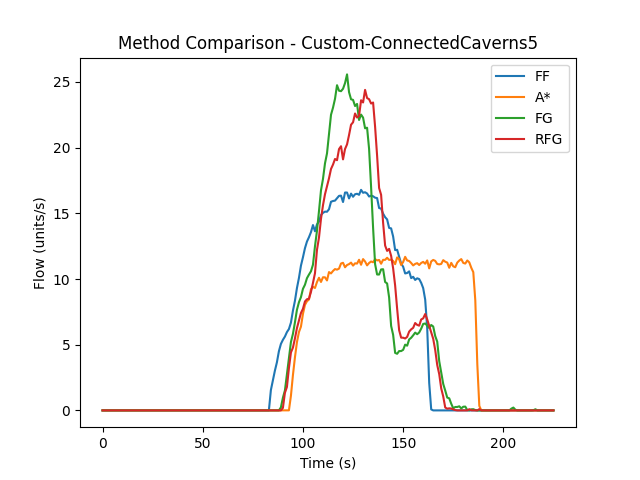 Method Comparison - Custom-ConnectedCaverns5
FF
A*
FG
RFG
Flow (units/s)
25
20
15
10
5
0
0 50 100 150 200
Time (s)